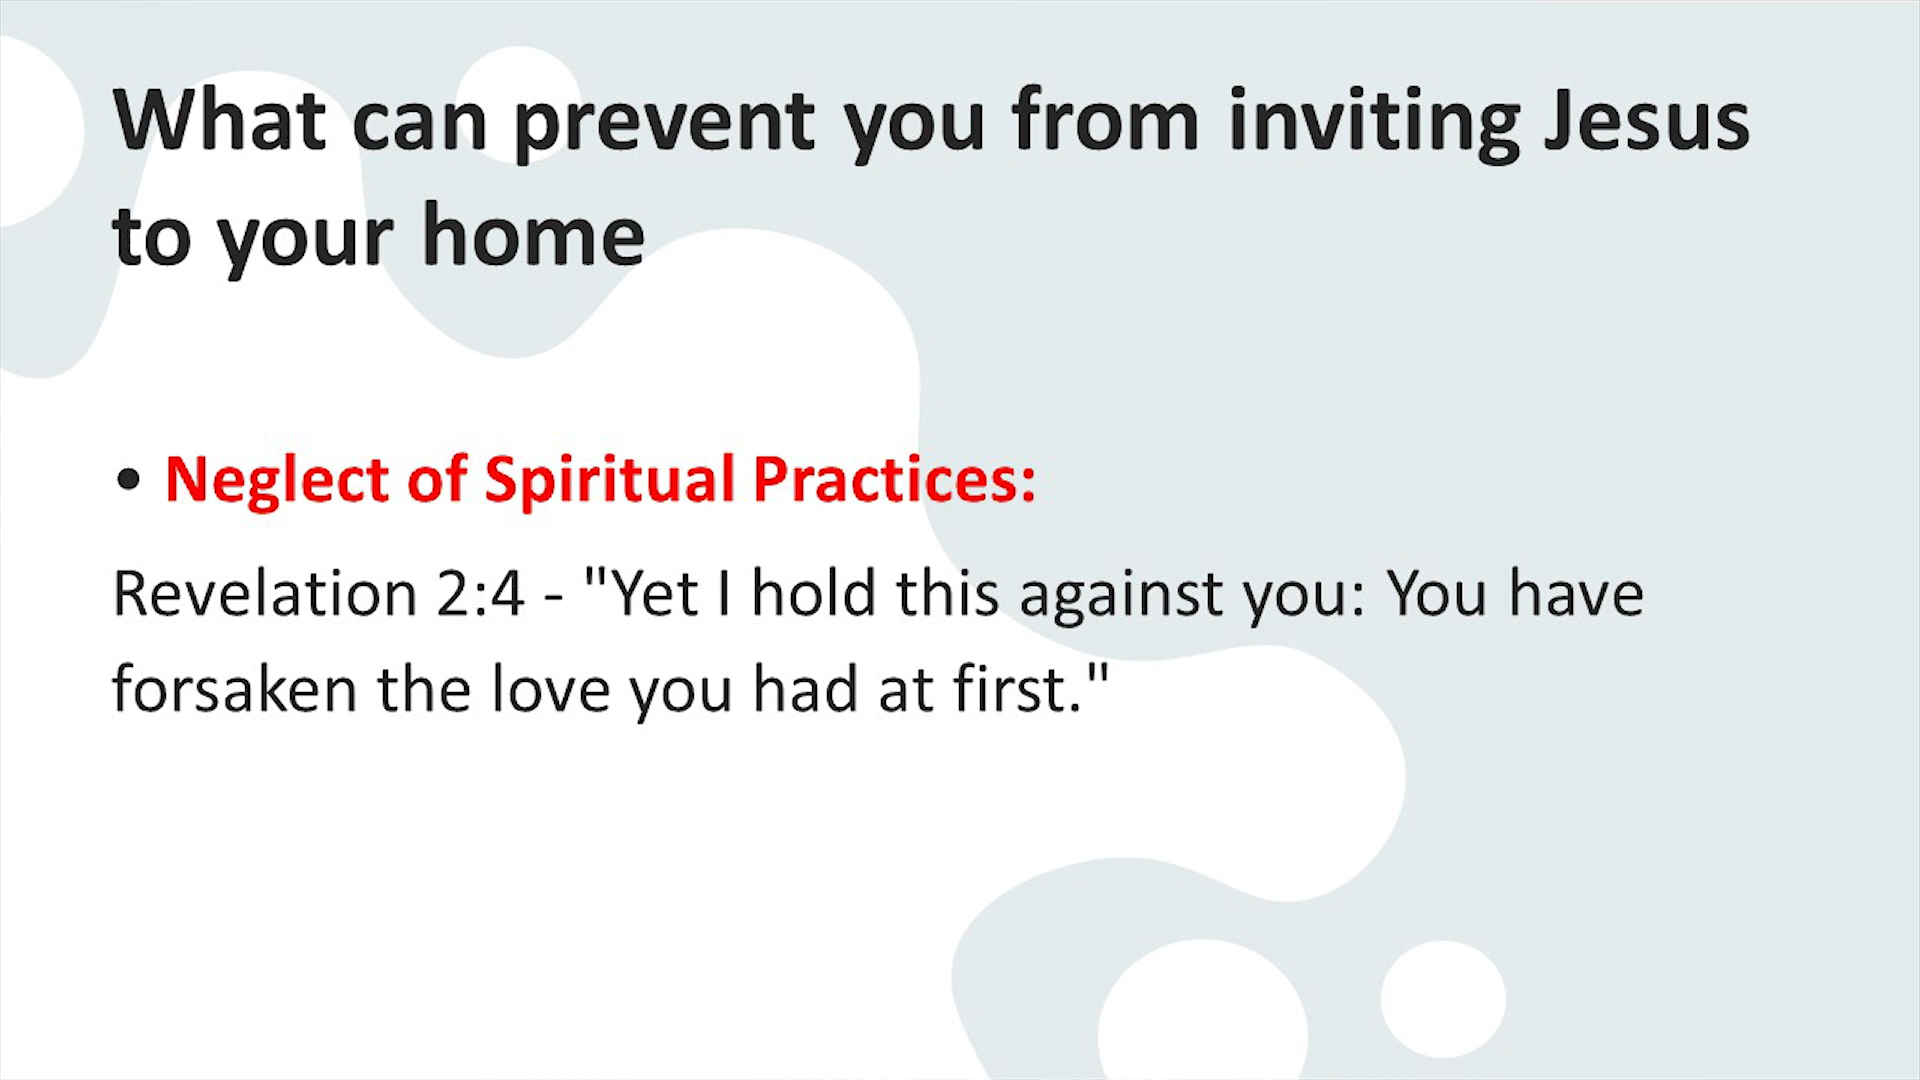 What can prevent you from inviting Jesus
to your home
• Neglect of Spiritual Practices:
Revelation 2:4 - "Yet I hold this against you: You have
forsaken the love you had at first."